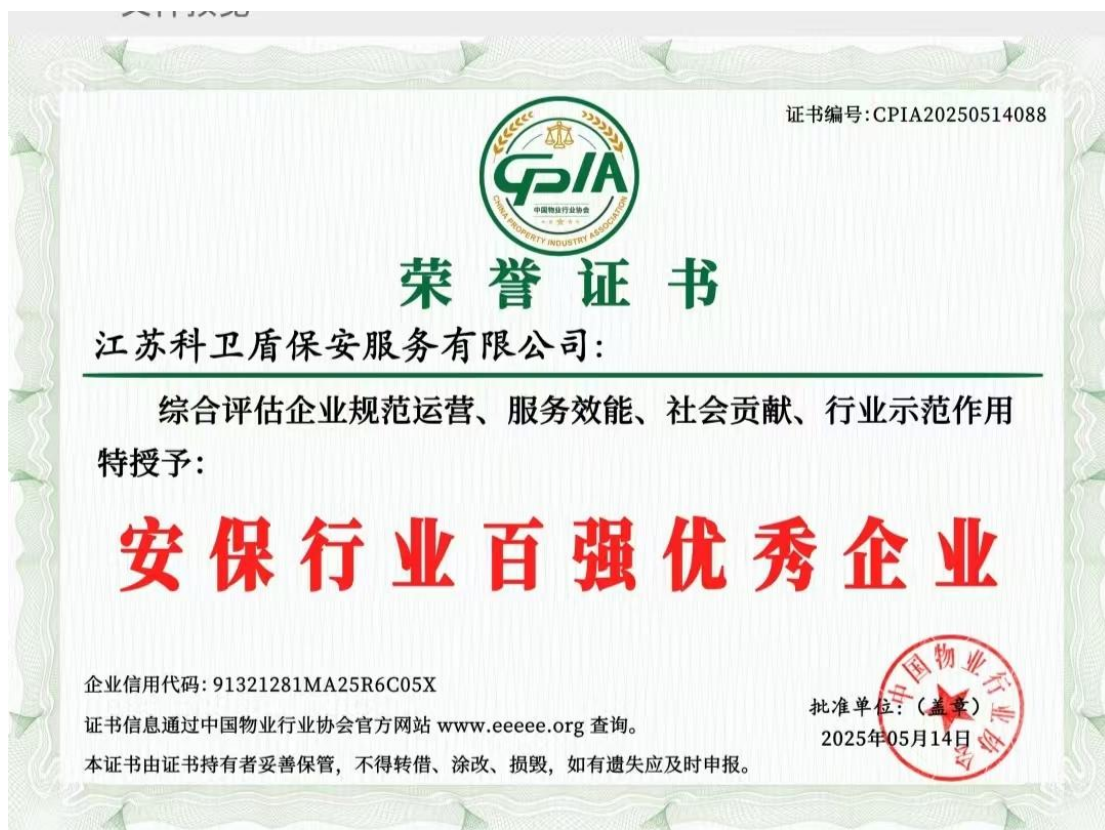 证书编号:CPIA20250514088
CPIA
中国物业行业协会
CHINA PROPERTY INDUSTRY ASSOCIATION
荣誉证书
江苏科卫盾保安服务有限公司:
综合评估企业规范运营、服务效能、社会贡献、行业示范作用
特授予:
安保行业百强优秀企业
企业信用代码: 91321281MA25R6C05X
证书信息通过中国物业行业协会官方网站 www.eeeee.org 查询。
本证书由证书持有者妥善保管，不得转借、涂改、损毁，如有遗失应及时申报。
批准单位:（盖章）
2025年05月14日
中国物业行业协会